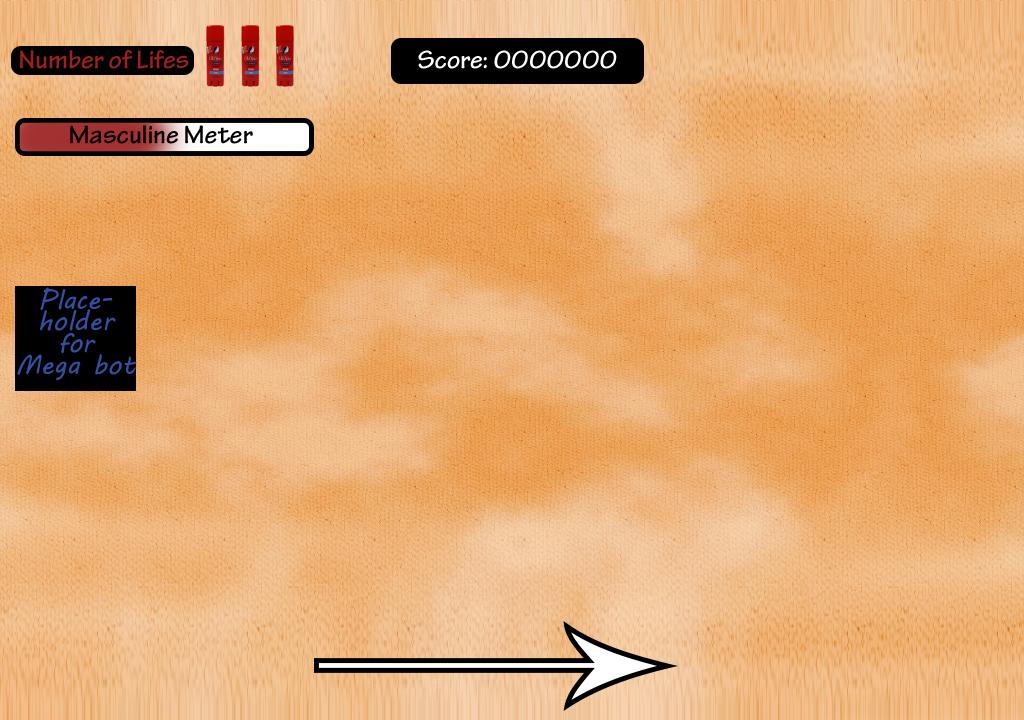 Number of Lifes
Score: 0000000
Masculine Meter
Place-
holder
for
Mega bot